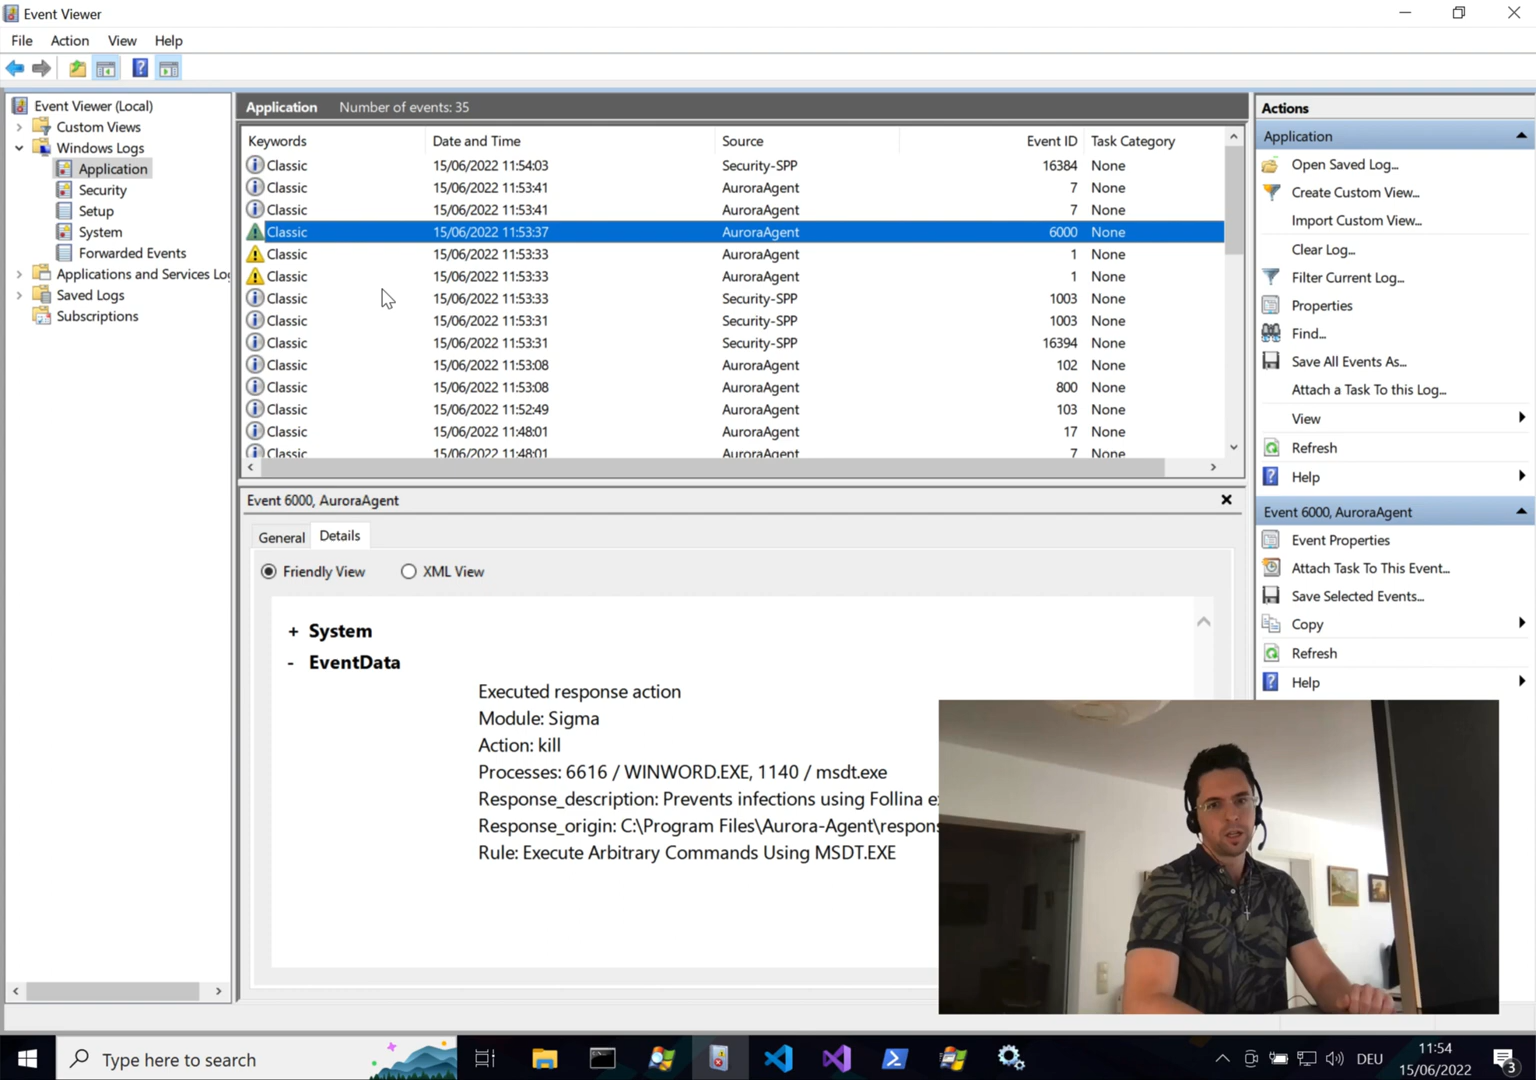 Event Viewer
File Action View Help
Event Viewer (Local)
Custom Views
Windows Logs
Application
Security
Setup
System
Forwarded Events
Applications and Services Log
Saved Logs
Subscriptions
Application Number of events: 35
Keywords Date and Time Source Event ID Task Category
Classic 15/06/2022 11:54:03 Security-SPP 16384 None
Classic 15/06/2022 11:53:41 AuroraAgent 7 None
Classic 15/06/2022 11:53:41 AuroraAgent 7 None
Classic 15/06/2022 11:53:37 AuroraAgent 6000 None
Classic 15/06/2022 11:53:33 AuroraAgent 1 None
Classic 15/06/2022 11:53:33 AuroraAgent 1 None
Classic 15/06/2022 11:53:33 Security-SPP 1003 None
Classic 15/06/2022 11:53:31 Security-SPP 1003 None
Classic 15/06/2022 11:53:31 Security-SPP 16394 None
Classic 15/06/2022 11:53:08 AuroraAgent 102 None
Classic 15/06/2022 11:53:08 AuroraAgent 800 None
Classic 15/06/2022 11:52:49 AuroraAgent 103 None
Classic 15/06/2022 11:48:01 AuroraAgent 17 None
Classic 15/06/2022 11:48:01 AuroraAgent 7 None
Event 6000, AuroraAgent
General Details
Friendly View XML View
+ System
- EventData
Executed response action
Module: Sigma
Action: kill
Processes: 6616 / WINWORD.EXE, 1140 / msdt.exe
Response_description: Prevents infections using Follina e
Response_origin: C:\Program Files\Aurora-Agent\respon
Rule: Execute Arbitrary Commands Using MSDT.EXE
Actions
Application
Open Saved Log...
Create Custom View...
Import Custom View...
Clear Log...
Filter Current Log...
Properties
Find...
Save All Events As...
Attach a Task To this Log...
View
Refresh
Help
Event 6000, AuroraAgent
Event Properties
Attach Task To This Event...
Save Selected Events...
Copy
Refresh
Help
Type here to search
DEU
11:54
15/06/2022
3